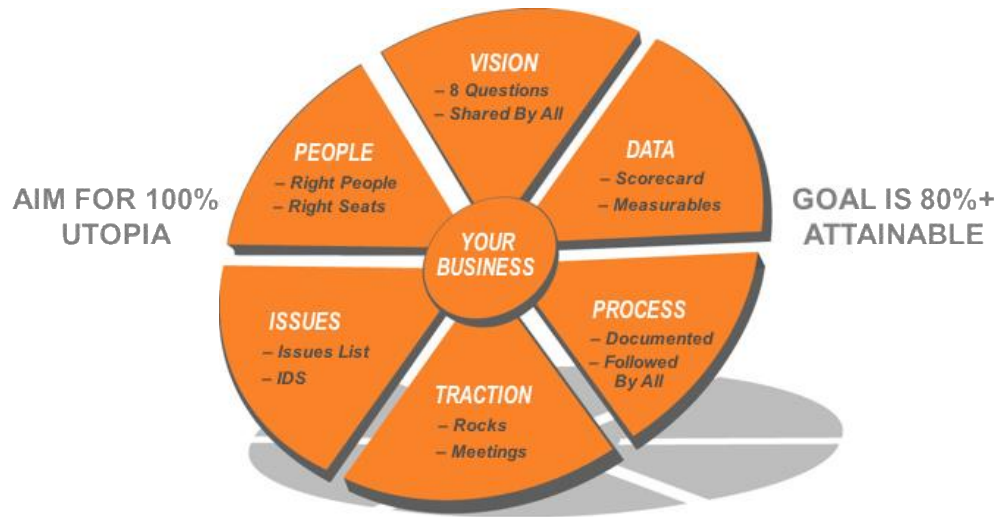 VISION
– 8 Questions
– Shared By All
PEOPLE
– Right People
– Right Seats
DATA
– Scorecard
– Measurables
AIM FOR 100%
UTOPIA
GOAL IS 80%+
ATTAINABLE
YOUR
BUSINESS
ISSUES
– Issues List
– IDS
PROCESS
– Documented
– Followed
By All
TRACTION
– Rocks
– Meetings